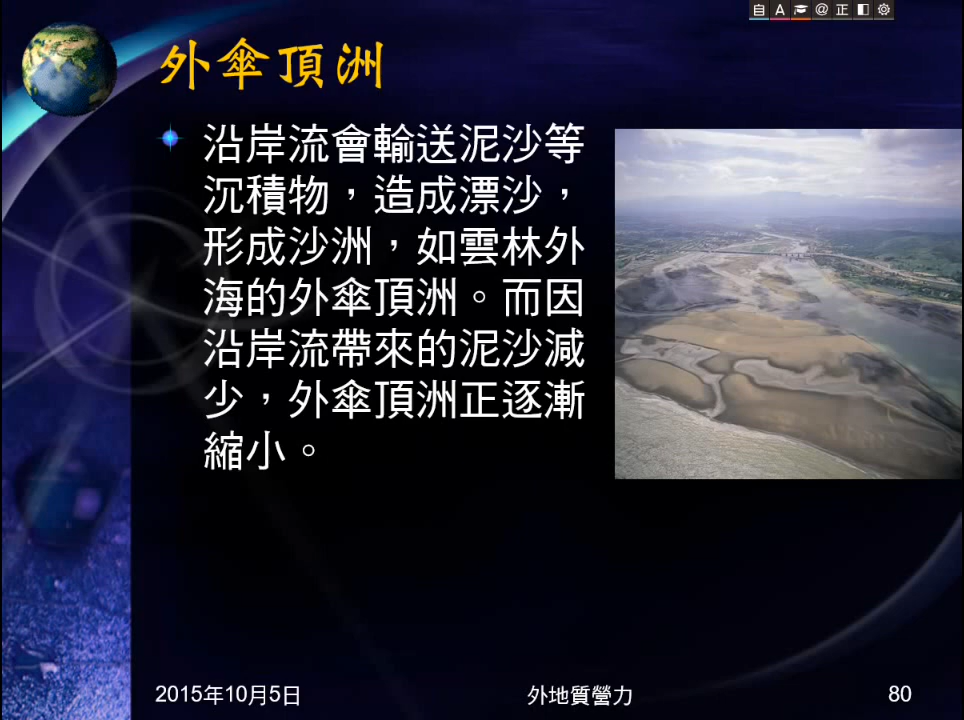 自 A @ 正
外傘頂洲
沿岸流會輸送泥沙等
沉積物，造成漂沙，
形成沙洲，如雲林外
海的外傘頂洲。而因
沿岸流帶來的泥沙減
少，外傘頂洲正逐漸
縮小。
2015年10月5日
外地質營力
80